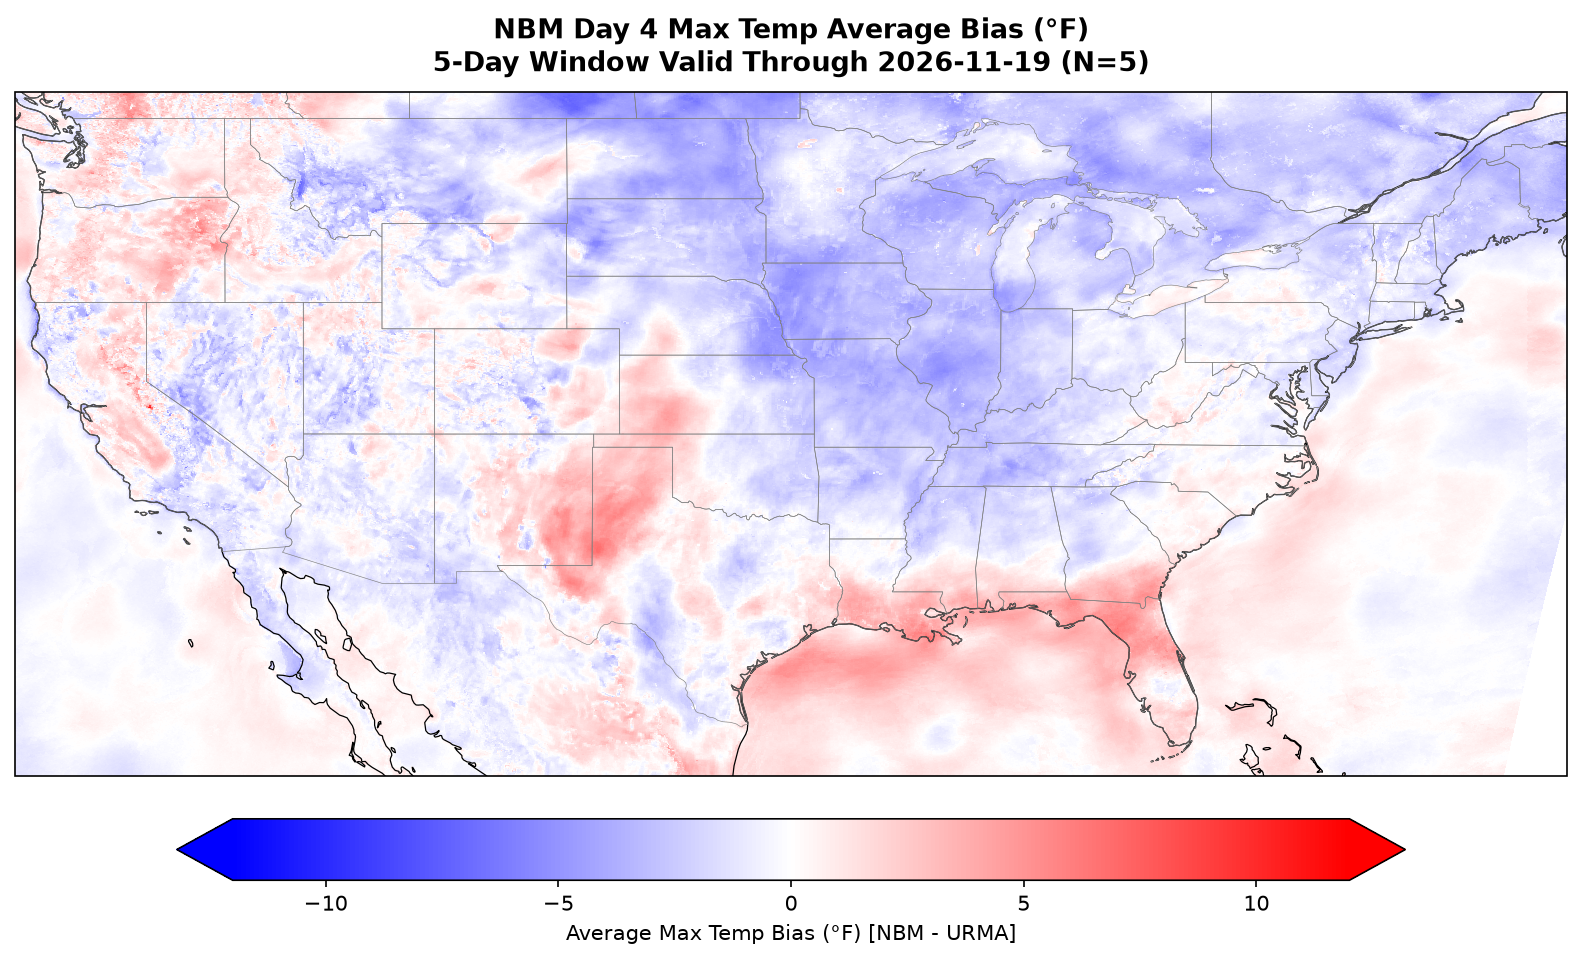 NBM Day 4 Max Temp Average Bias (°F)
5-Day Window Valid Through 2026-11-19 (N=5)
−10 −5 0 5 10
Average Max Temp Bias (°F) [NBM - URMA]